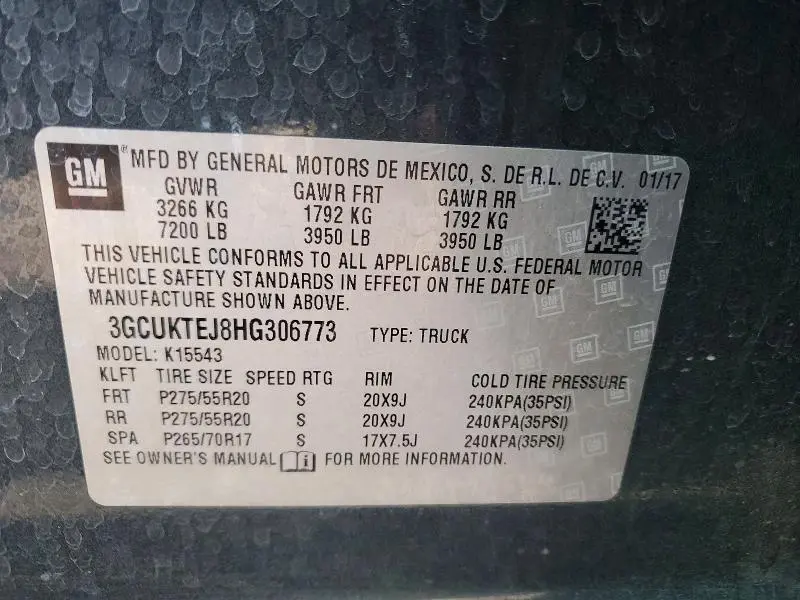 GM ® MFD BY GENERAL MOTORS DE MEXICO, S. DE R.L. DE C.V. 01/17
GVWR GAWR FRT GAWR RR
3266 KG 1792 KG 1792 KG
7200 LB 3950 LB 3950 LB
THIS VEHICLE CONFORMS TO ALL APPLICABLE U.S. FEDERAL MOTOR
VEHICLE SAFETY STANDARDS IN EFFECT ON THE DATE OF
MANUFACTURE SHOWN ABOVE.
3GCUKTEJ8HG306773 TYPE: TRUCK
MODEL: K15543
KLFT TIRE SIZE SPEED RTG RIM COLD TIRE PRESSURE
FRT P275/55R20 S 20X9J 240KPA(35PSI)
RR P275/55R20 S 20X9J 240KPA(35PSI)
SPA P265/70R17 S 17X7.5J 240KPA(35PSI)
SEE OWNER'S MANUAL i FOR MORE INFORMATION.